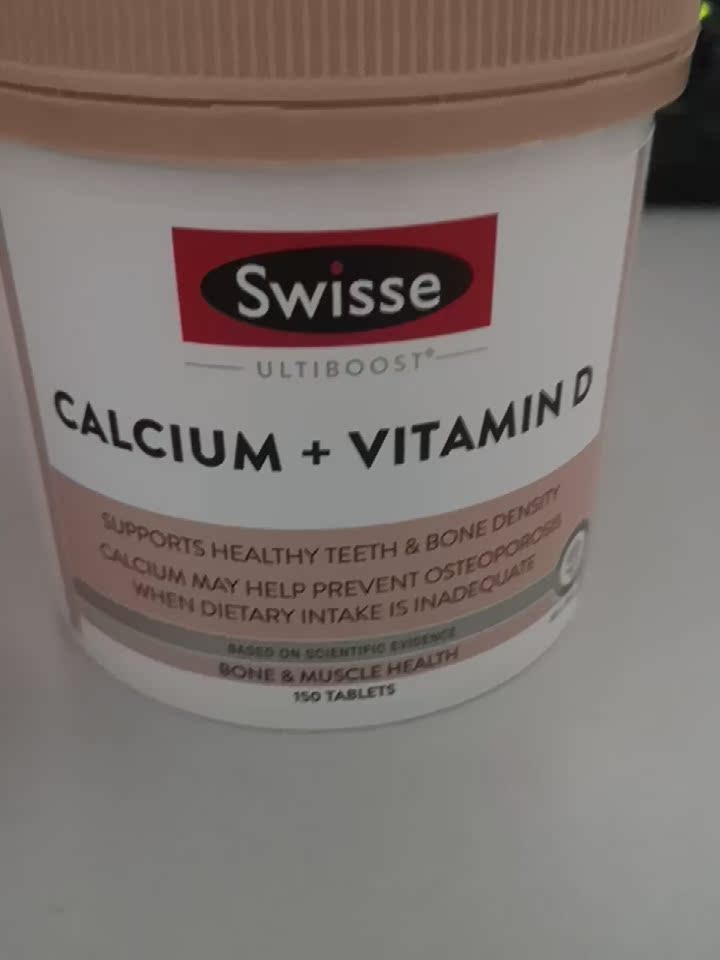 Swisse
ULTIBOOST®
CALCIUM + VITAMIN D
SUPPORTS HEALTHY TEETH & BONE DENSITY
CALCIUM MAY HELP PREVENT OSTEOPOROSIS
WHEN DIETARY INTAKE IS INADEQUATE
BASED ON SCIENTIFIC EVIDENCE
BONE & MUSCLE HEALTH
150 TABLETS